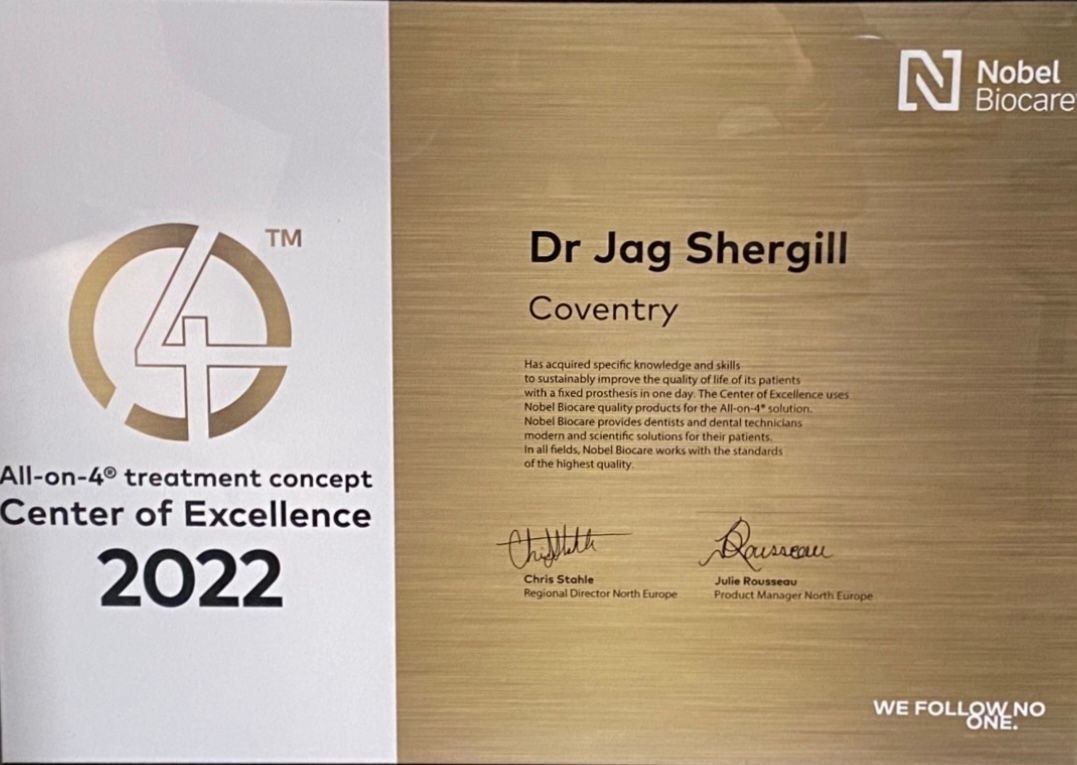 Nobel
Biocare
4
TM
All-on-4® treatment concept
Center of Excellence
2022
Dr Jag Shergill
Coventry
Has acquired specific knowledge and skills
to sustainably improve the quality of life of its patients
with a fixed prosthesis in one day. The Center of Excellence uses
Nobel Biocare quality products for the All-on-4® solution.
Nobel Biocare provides dentists and dental technicians
modern and scientific solutions for their patients.
In all fields, Nobel Biocare works with the standards
of the highest quality.
Chris Stahle
Regional Director North Europe
Rousseau
Julie Rousseau
Product Manager North Europe
WE FOLLOW NO
ONE.